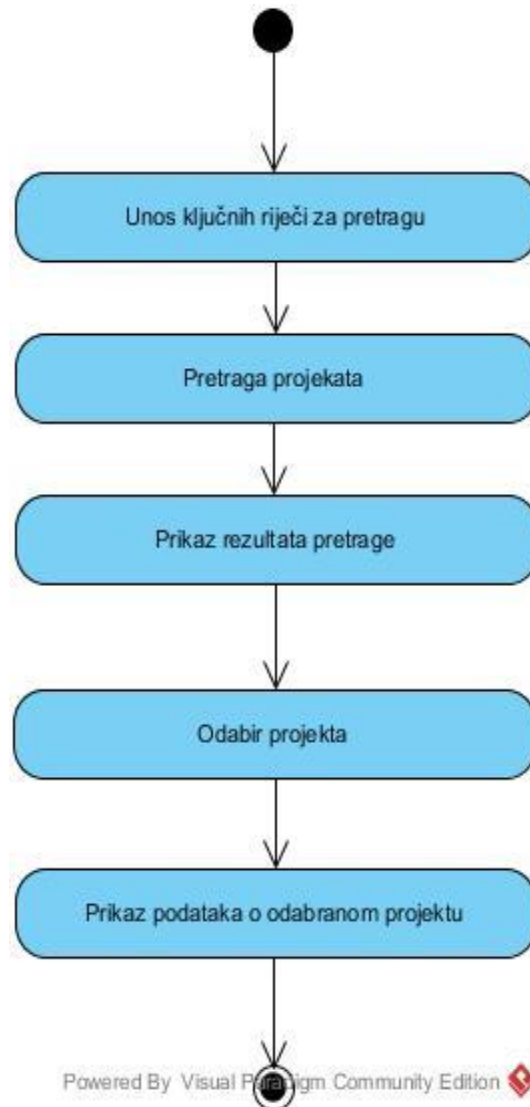 Unos ključnih riječi za pretragu
Pretraga projekata
Prikaz rezultata pretrage
Odabir projekta
Prikaz podataka o odabranom projektu
Powered By Visual Paradigm Community Edition